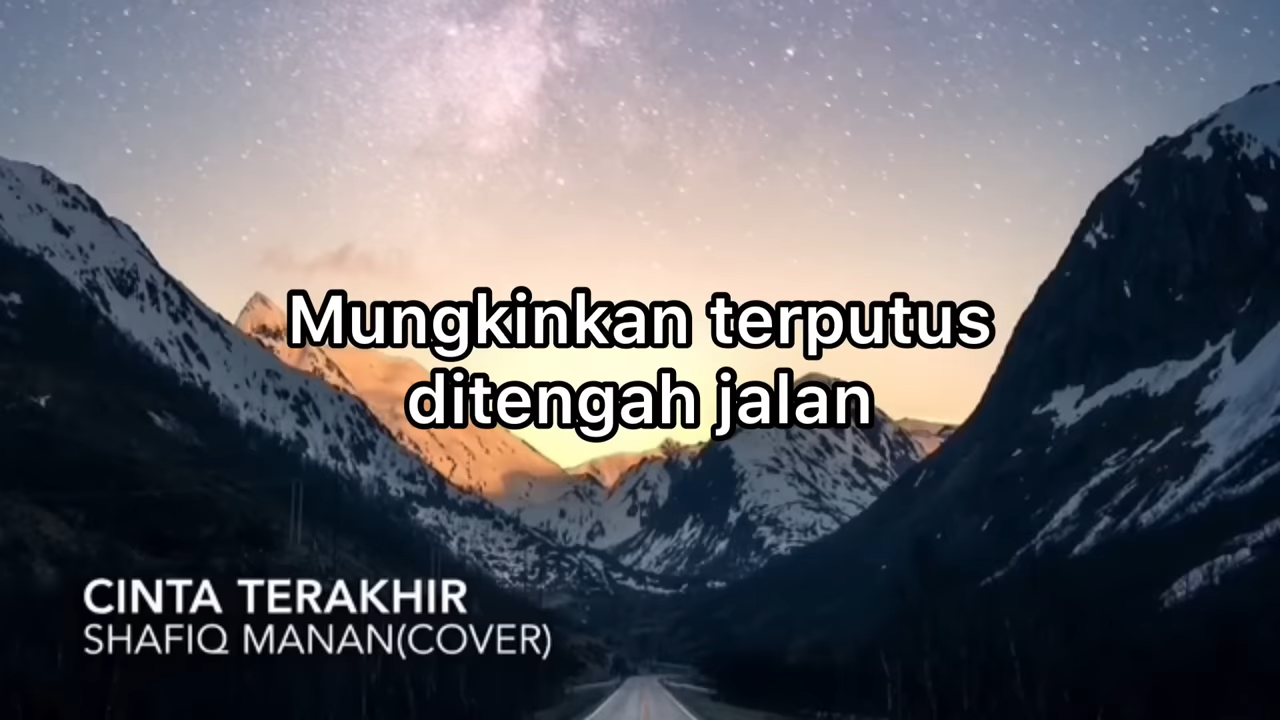 Mungkinkan terputus
ditengah jalan
CINTA TERAKHIR
SHAFIQ MANAN(COVER)